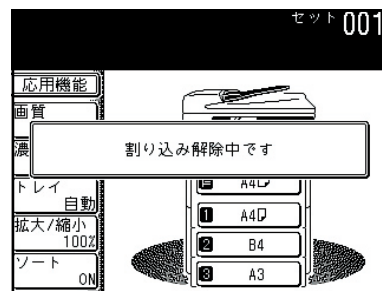 セット 001
応用機能
画質
濃
割り込み解除中です
トレイ
自動
A4
拡大/縮小
100%
1 A4
2 B4
ソート
ON
3 A3